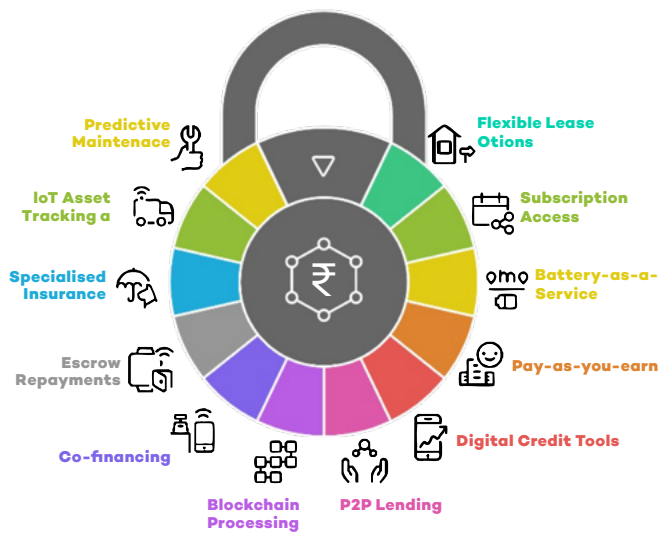 Predictive
Maintenace
Flexible Lease
Otions
IoT Asset
Tracking a
Subscription
Access
Specialised
Insurance
Battery-as-a-
Service
₹
Escrow
Repayments
Pay-as-you-earn
Co-financing
Digital Credit Tools
Blockchain
Processing
P2P Lending